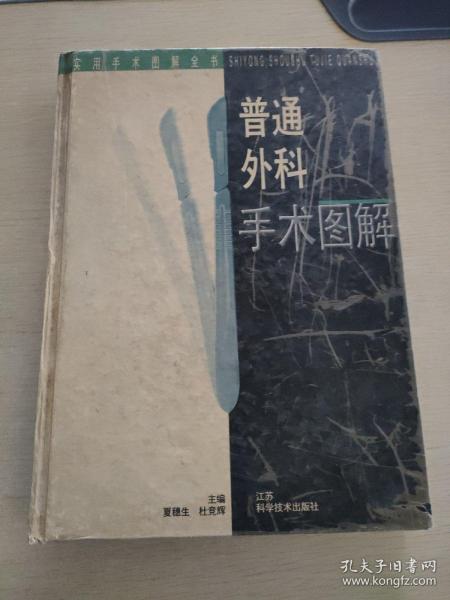 实用手术图解全书
SHIYONG SHOUSHU TUJIE QUANSHU
普通
外科
手术图解
主编
夏穗生 杜竞辉
江苏
科学技术出版社
孔夫子旧书网
www.kongfz.com